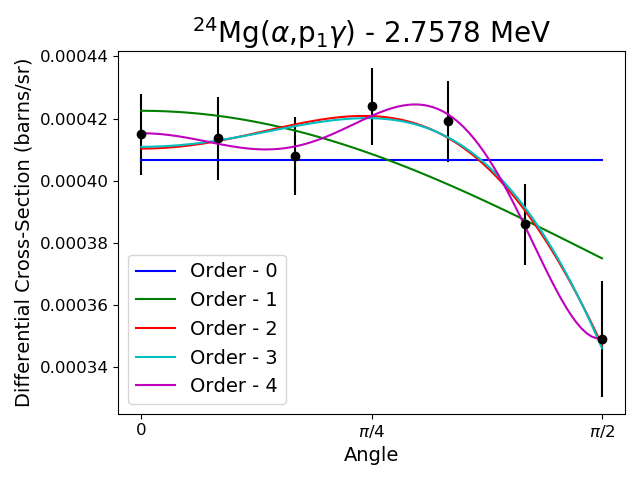 ²⁴Mg(α,p₁γ) - 2.7578 MeV
Differential Cross-Section (barns/sr)
0.00044
0.00042
0.00040
0.00038
0.00036
0.00034
Order - 0
Order - 1
Order - 2
Order - 3
Order - 4
0
π/4
π/2
Angle